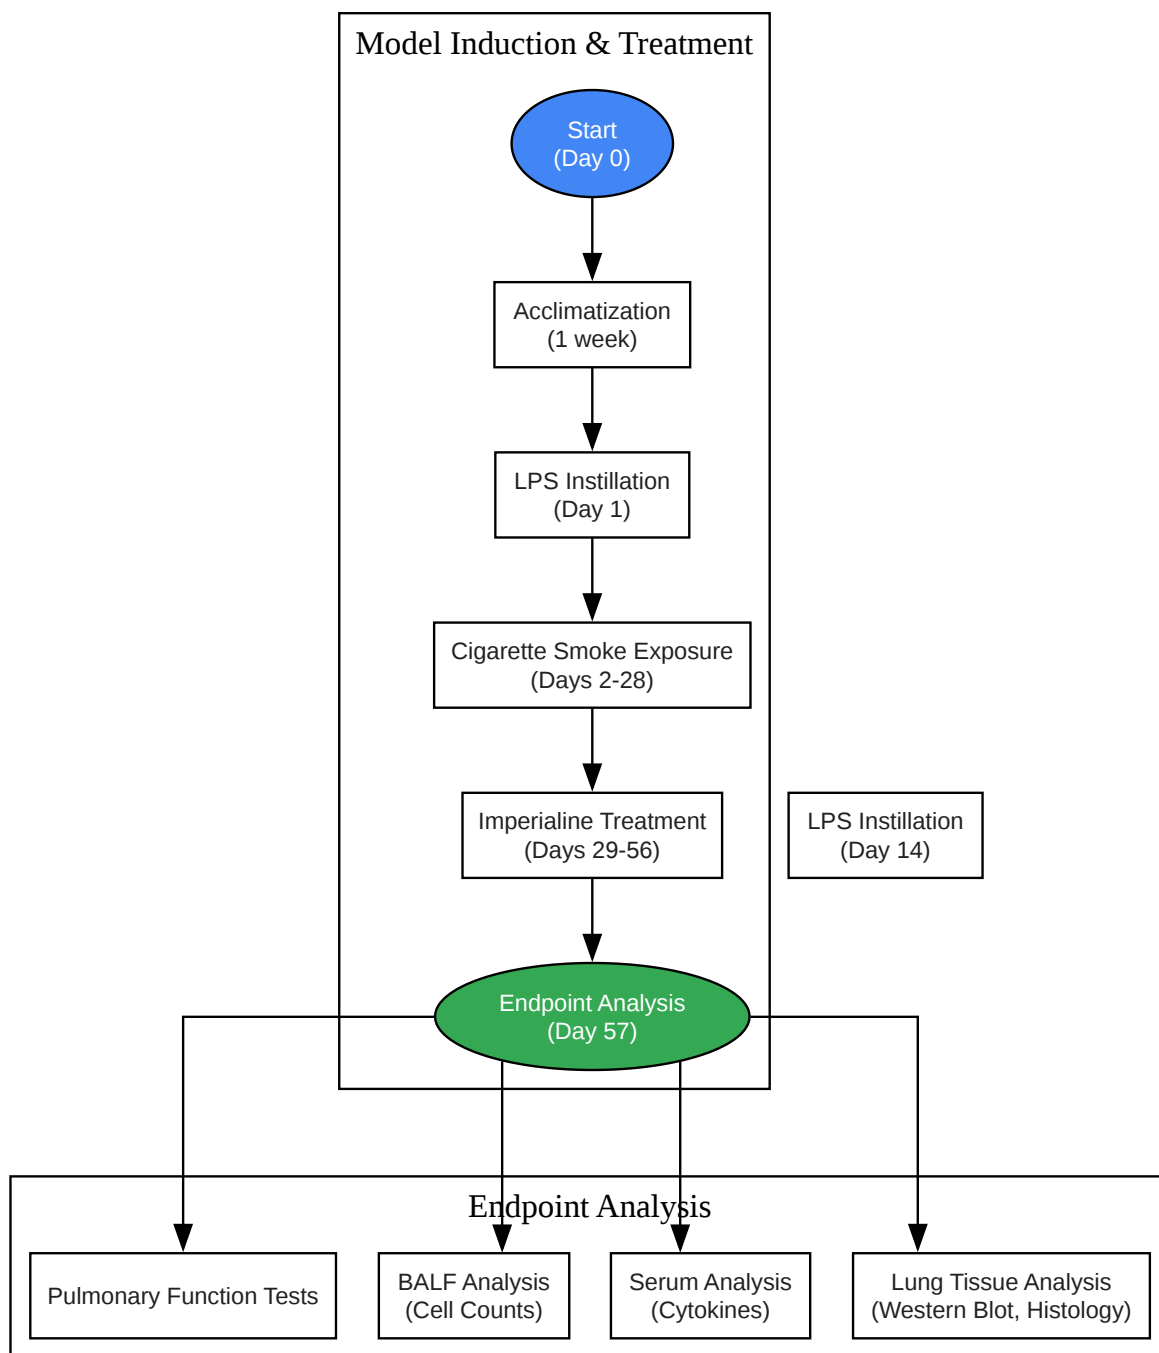 Model Induction & Treatment
Start
(Day 0)
Acclimatization
(1 week)
LPS Instillation
(Day 1)
Cigarette Smoke Exposure
(Days 2-28)
Imperialine Treatment
(Days 29-56)
LPS Instillation
(Day 14)
Endpoint Analysis
(Day 57)
Endpoint Analysis
Pulmonary Function Tests
BALF Analysis
(Cell Counts)
Serum Analysis
(Cytokines)
Lung Tissue Analysis
(Western Blot, Histology)